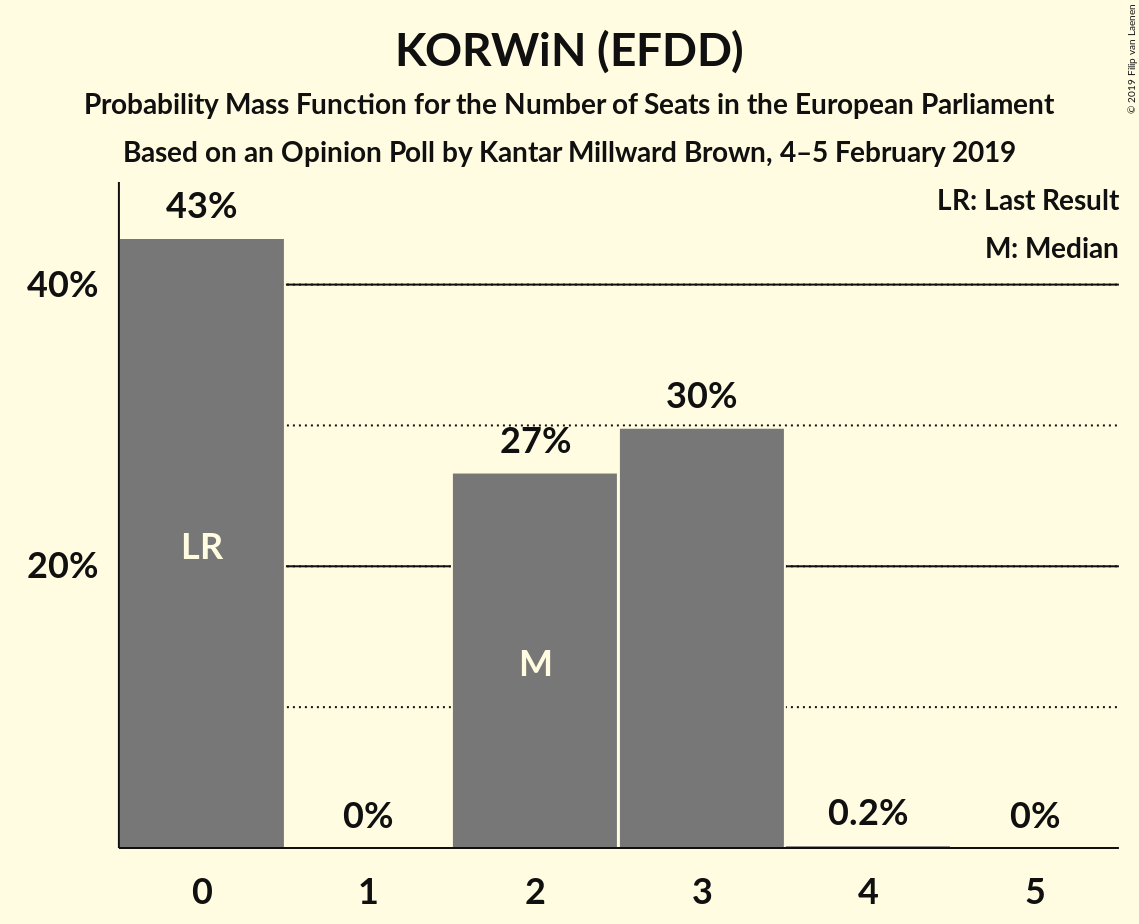 KORWiN (EFDD)
Probability Mass Function for the Number of Seats in the European Parliament
Based on an Opinion Poll by Kantar Millward Brown, 4–5 February 2019
© 2019 Filip van Laenen
LR: Last Result
M: Median
43%
40%
30%
27%
20%
LR
M
0%
0.2%
0%
0 1 2 3 4 5